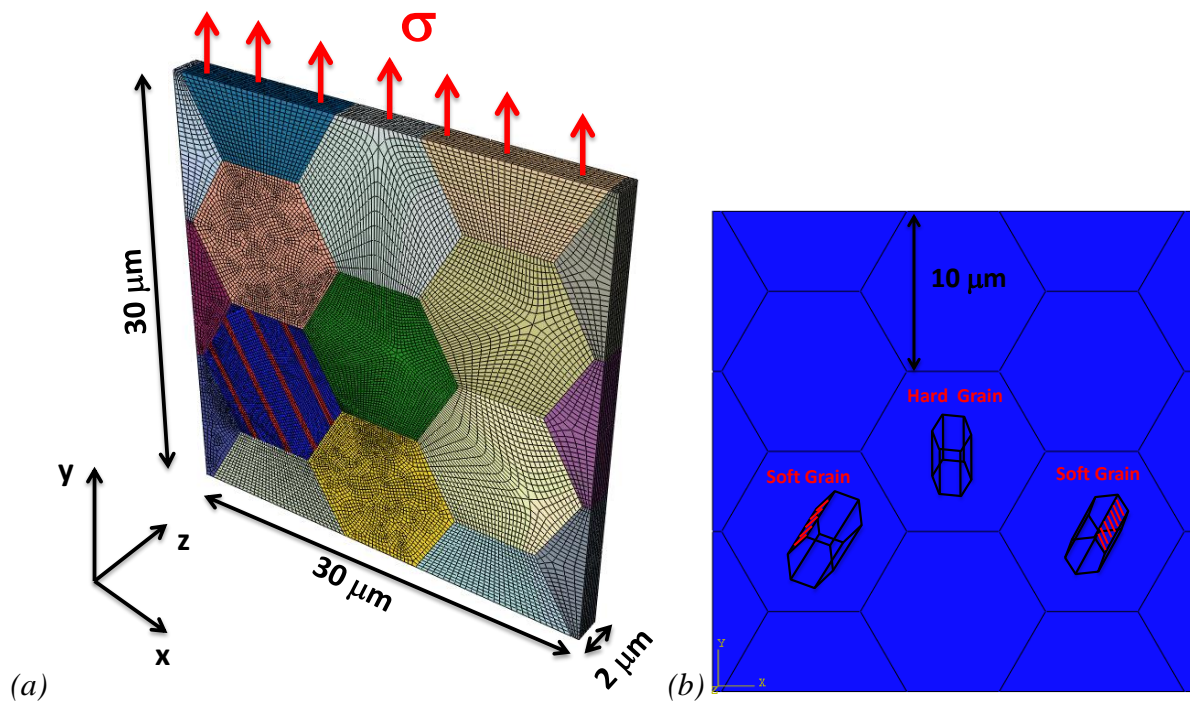 σ
30 μm
30 μm
2 μm
y
z
x
(a)
10 μm
Hard Grain
Soft Grain
Soft Grain
Y
X
Z
(b)